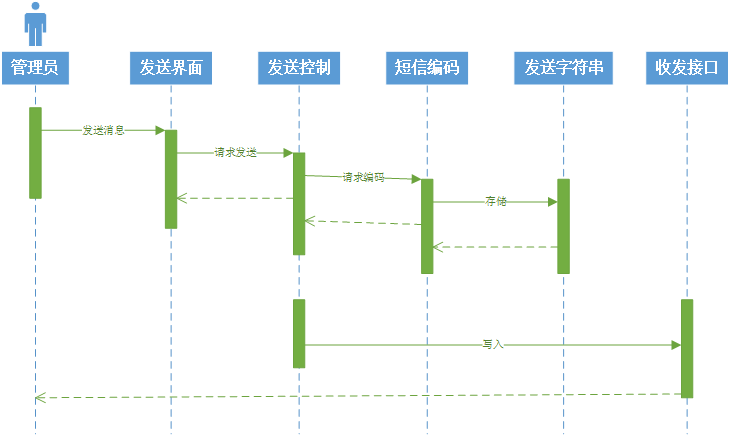 管理员
发送界面
发送控制
短信编码
发送字符串
收发接口
发送消息
请求发送
请求编码
存储
写入